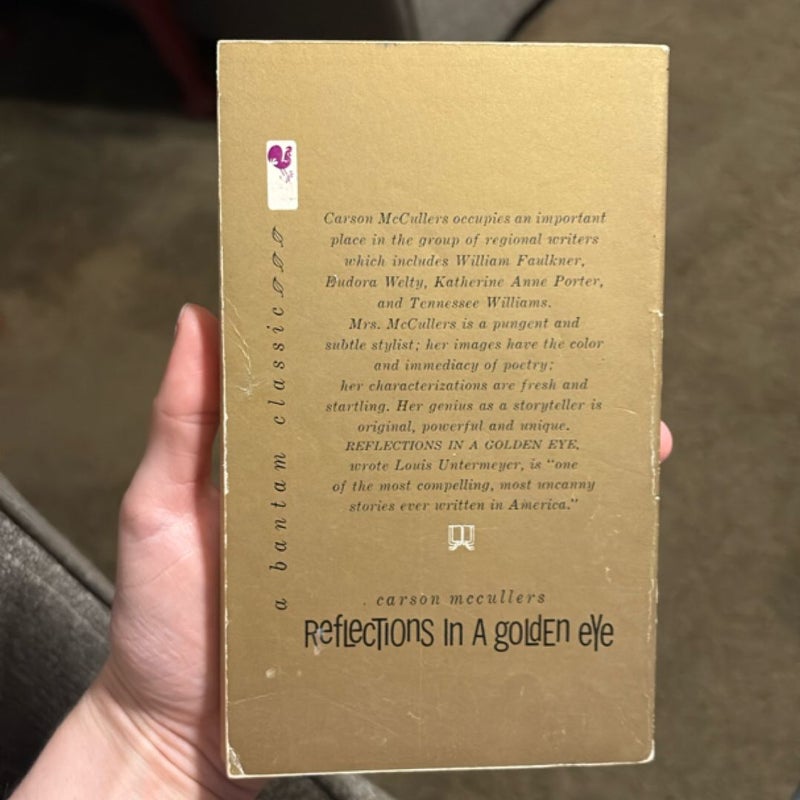 a bantam classic
Carson McCullers occupies an important
place in the group of regional writers
which includes William Faulkner,
Eudora Welty, Katherine Anne Porter,
and Tennessee Williams.
Mrs. McCullers is a pungent and
subtle stylist; her images have the color
and immediacy of poetry;
her characterizations are fresh and
startling. Her genius as a storyteller is
original, powerful and unique.
REFLECTIONS IN A GOLDEN EYE,
wrote Louis Untermeyer, is "one
of the most compelling, most uncanny
stories ever written in America."
carson mccullers
Reflections In A goldEn eYe